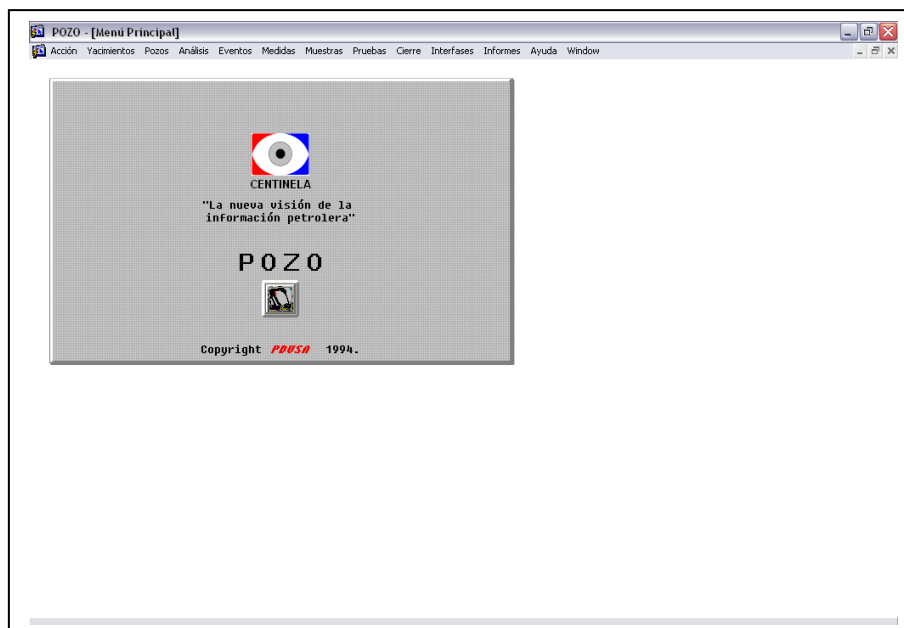 POZO - [Menú Principal]
Acción Yacimientos Pozos Análisis Eventos Medidas Muestras Pruebas Cierre Interfases Informes Ayuda Window
CENTINELA
"La nueva visión de la
información petrolera"
POZO
Copyright PDVSA 1994.